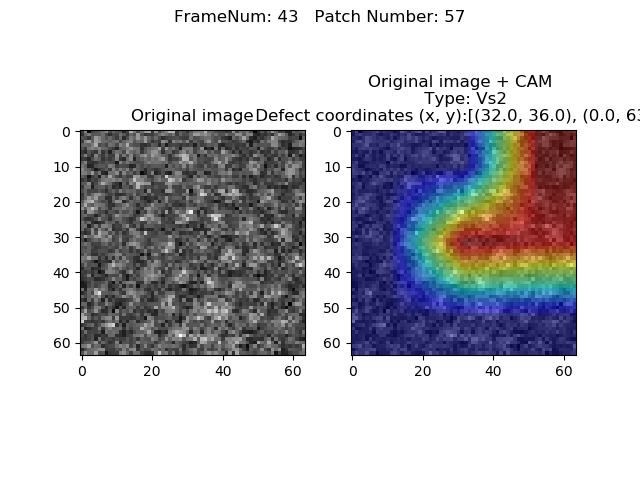 FrameNum: 43   Patch Number: 57
Original image + CAM
Type: Vs2
Original image
Defect coordinates (x, y):[(32.0, 36.0), (0.0, 63
0
10
20
30
40
50
60
0 20 40 60
0
10
20
30
40
50
60
0 20 40 60